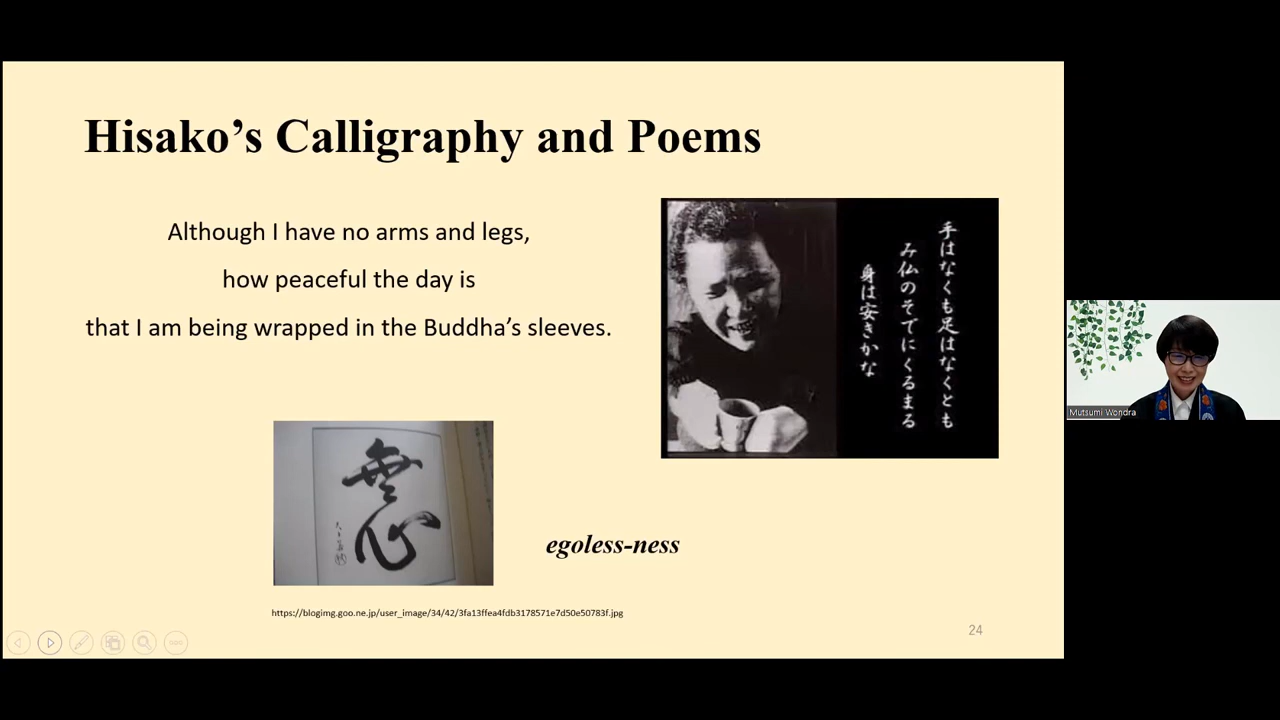 Hisako’s Calligraphy and Poems
Although I have no arms and legs,
how peaceful the day is
that I am being wrapped in the Buddha’s sleeves.
手はなくも足はなくとも
み仏のそでにくるまる
身は安きかな
無心
egoless-ness
https://blogimg.goo.ne.jp/user_image/34/42/3fa13ffea4fdb3178571e7d50e50783f.jpg
24
Mutsumi Wondra